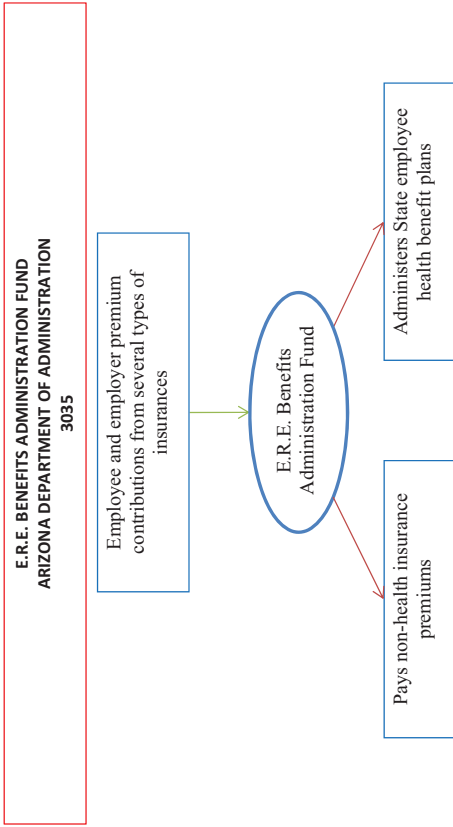 E.R.E. BENEFITS ADMINISTRATION FUND
ARIZONA DEPARTMENT OF ADMINISTRATION
3035
Employee and employer premium
contributions from several types of
insurances
E.R.E. Benefits
Administration Fund
Pays non-health insurance
premiums
Administers State employee
health benefit plans